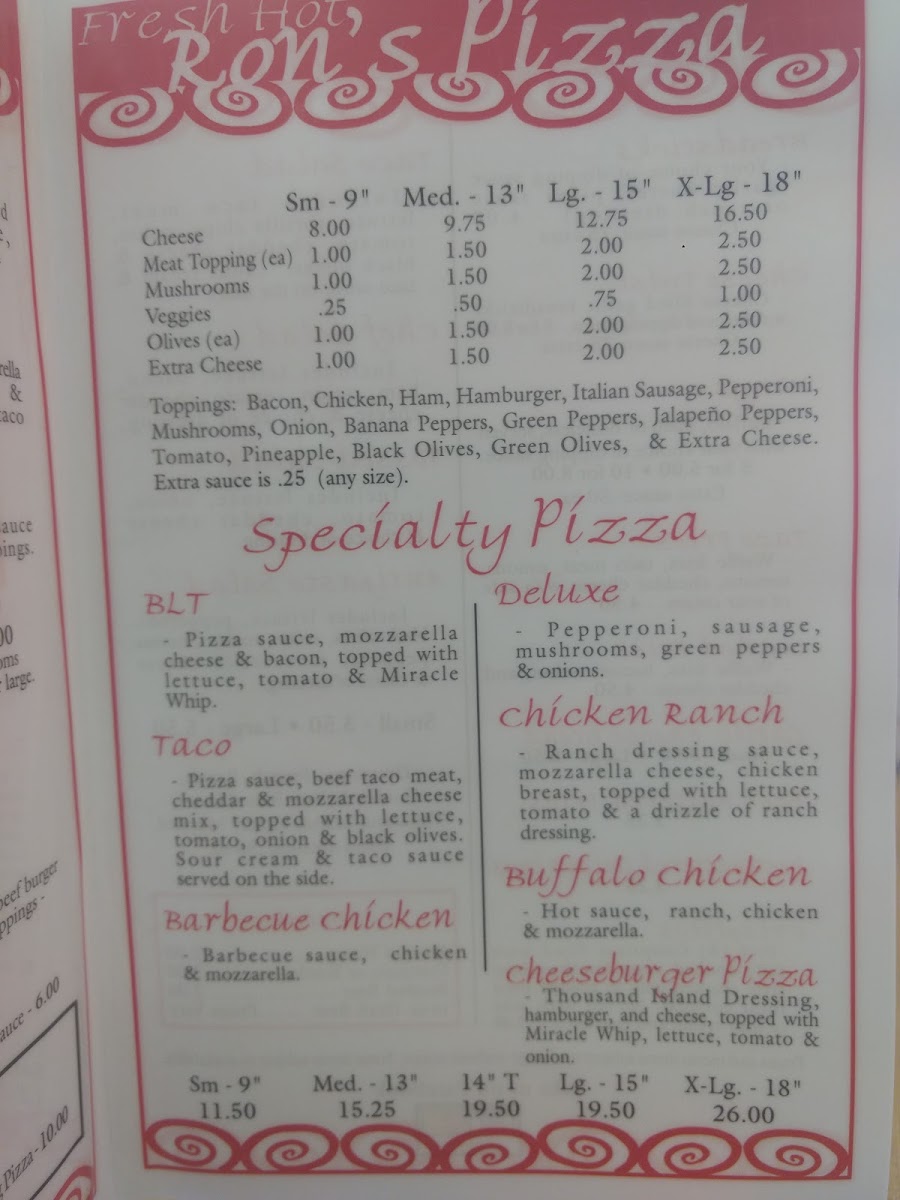 Fresh Hot,
Ron's Pizza
Sm - 9" Med. - 13" Lg. - 15" X-Lg - 18"
Cheese 8.00 9.75 12.75 16.50
Meat Topping (ea) 1.00 1.50 2.00 2.50
Mushrooms 1.00 1.50 2.00 2.50
Veggies .25 .50 .75 1.00
Olives (ea) 1.00 1.50 2.00 2.50
Extra Cheese 1.00 1.50 2.00 2.50
Toppings: Bacon, Chicken, Ham, Hamburger, Italian Sausage, Pepperoni,
Mushrooms, Onion, Banana Peppers, Green Peppers, Jalapeño Peppers,
Tomato, Pineapple, Black Olives, Green Olives, & Extra Cheese.
Extra sauce is .25 (any size).
Specialty Pizza
BLT
- Pizza sauce, mozzarella
cheese & bacon, topped with
lettuce, tomato & Miracle
Whip.
Taco
- Pizza sauce, beef taco meat,
cheddar & mozzarella cheese
mix, topped with lettuce,
tomato, onion & black olives.
Sour cream & taco sauce
served on the side.
Barbecue Chicken
- Barbecue sauce, chicken
& mozzarella.
Deluxe
- Pepperoni, sausage,
mushrooms, green peppers
& onions.
Chicken Ranch
- Ranch dressing sauce,
mozzarella cheese, chicken
breast, topped with lettuce,
tomato & a drizzle of ranch
dressing.
Buffalo Chicken
- Hot sauce, ranch, chicken
& mozzarella.
Cheeseburger Pizza
- Thousand Island Dressing,
hamburger, and cheese, topped with
Miracle Whip, lettuce, tomato &
onion.
Sm - 9" Med. - 13" 14" T Lg. - 15" X-Lg. - 18"
11.50 15.25 19.50 19.50 26.00
&
large.
beef burger
- 6.00
Pizza - 10.00